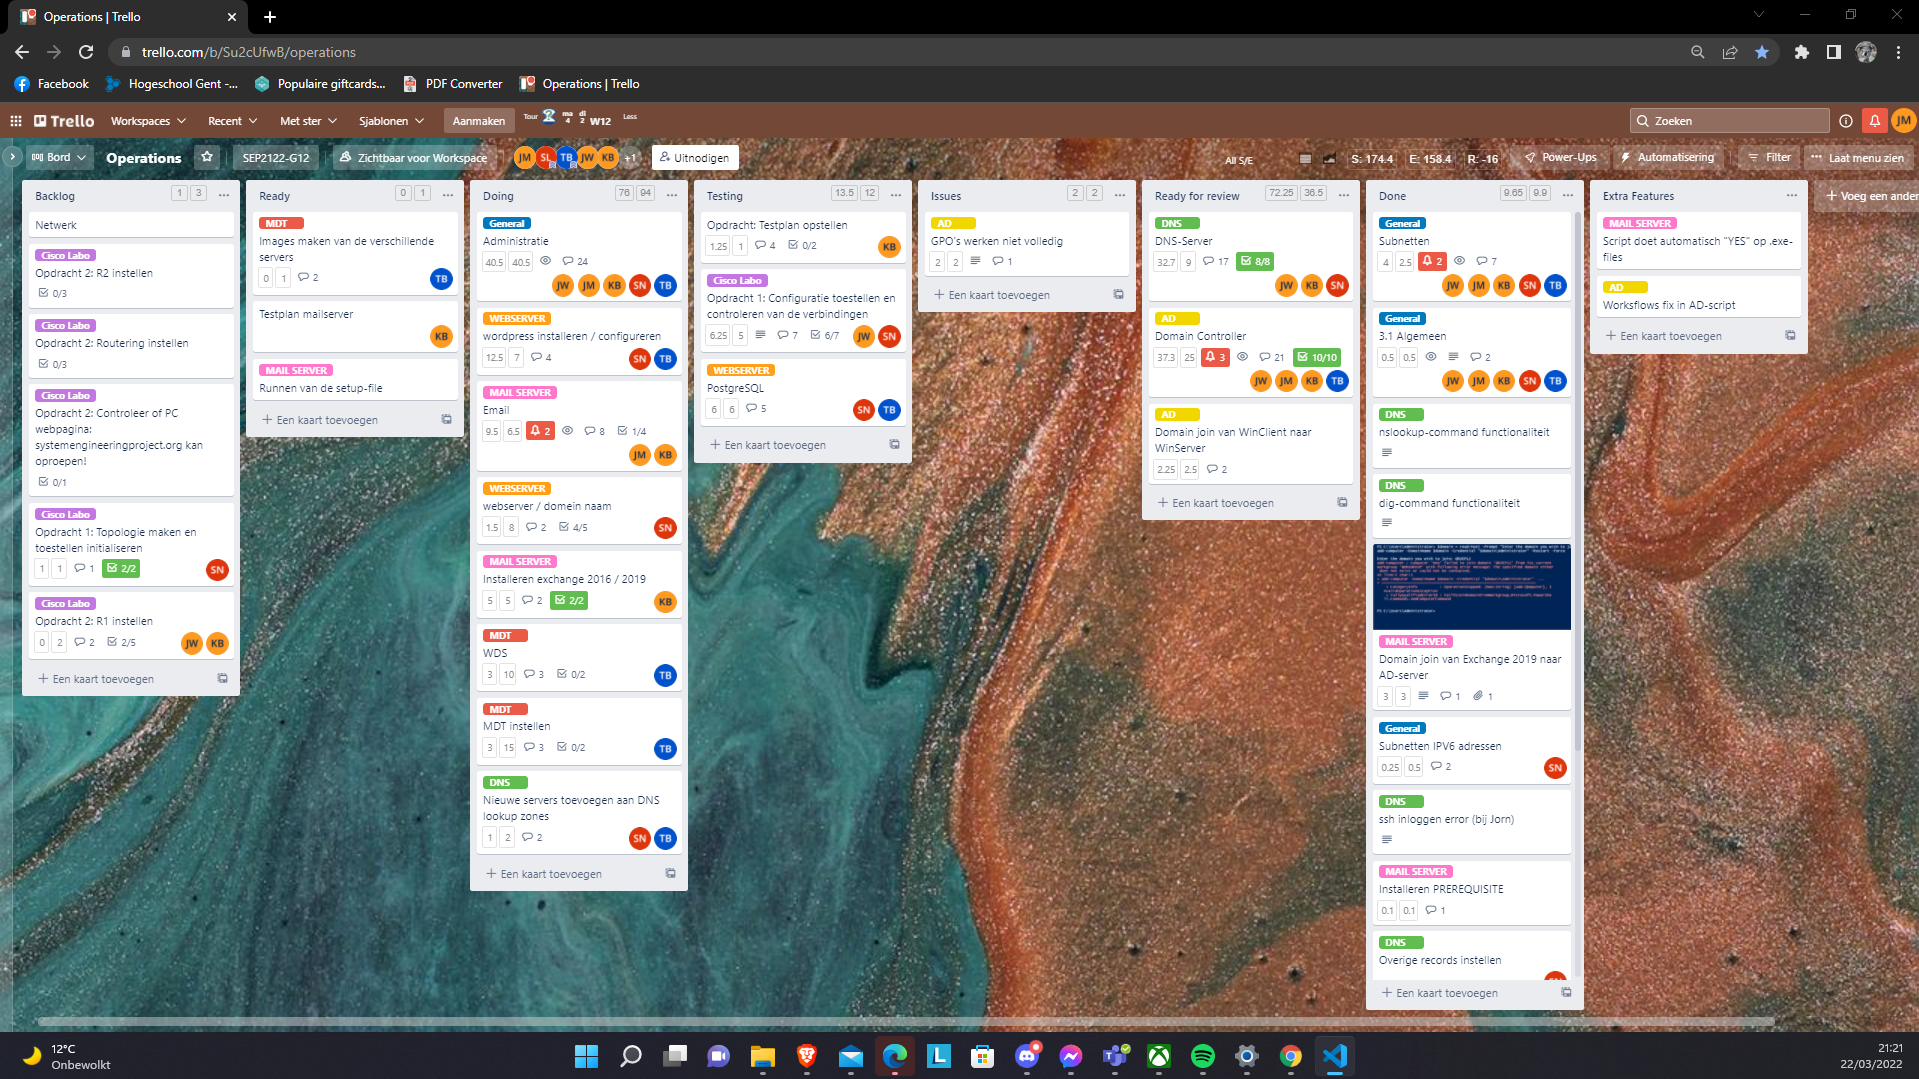 Operations | Trello
trello.com/b/Su2cUfwB/operations
Facebook
Hogeschool Gent -...
Populaire giftcards...
PDF Converter
Operations | Trello
Trello
Workspaces
Recent
Met ster
Sjablonen
Aanmaken
Tour
ma 4
di 2
W12
Less
Zoeken
JM
Bord
Operations
SEP2122-G12
Zichtbaar voor Workspace
JM SL TB JW KB +1
Uitnodigen
All S/E
S: 174.4
E: 158.4
R: -16
Power-Ups
Automatisering
Filter
Laat menu zien
Backlog 1 3
Netwerk
Cisco Labo
Opdracht 2: R2 instellen
0/3
Cisco Labo
Opdracht 2: Routering instellen
0/3
Cisco Labo
Opdracht 2: Controleer of PC
webpagina:
systemengineeringproject.org kan
oproepen!
0/1
Cisco Labo
Opdracht 1: Topologie maken en
toestellen initialiseren
1 1 1 2/2 SN
Cisco Labo
Opdracht 2: R1 instellen
0 2 2 2/5 JW KB
Een kaart toevoegen
Ready 0 1
MDT
Images maken van de verschillende
servers
0 1 2 TB
Testplan mailserver
KB
MAIL SERVER
Runnen van de setup-file
Een kaart toevoegen
Doing 76 94
General
Administratie
40.5 40.5 24
JW JM KB SN TB
WEBSERVER
wordpress installeren / configureren
12.5 7 4 SN TB
MAIL SERVER
Email
9.5 6.5 2 8 1/4
JM KB
WEBSERVER
webserver / domein naam
1.5 8 2 4/5 SN
MAIL SERVER
Installeren exchange 2016 / 2019
5 5 2 2/2 KB
MDT
WDS
3 10 3 0/2 TB
MDT
MDT instellen
3 15 3 0/2 TB
DNS
Nieuwe servers toevoegen aan DNS
lookup zones
1 2 2 SN TB
Een kaart toevoegen
Testing 13.5 12
Opdracht: Testplan opstellen
1.25 1 4 0/2 KB
Cisco Labo
Opdracht 1: Configuratie toestellen en
controleren van de verbindingen
6.25 5 7 6/7 JW SN
WEBSERVER
PostgreSQL
6 6 5 SN TB
Een kaart toevoegen
Issues 2 2
AD
GPO's werken niet volledig
2 2 1
Een kaart toevoegen
Ready for review 72.25 36.5
DNS
DNS-Server
32.7 9 17 8/8
JW KB SN
AD
Domain Controller
37.3 25 3 21 10/10
JW JM KB TB
AD
Domain join van WinClient naar
WinServer
2.25 2.5 2
Een kaart toevoegen
Done 9.65 9.9
General
Subnetten
4 2.5 2 7
JW JM KB SN TB
General
3.1 Algemeen
0.5 0.5 2
JW JM KB SN TB
DNS
nslookup-command functionaliteit
DNS
dig-command functionaliteit
MAIL SERVER
Domain join van Exchange 2019 naar
AD-server
3 3 1 1
General
Subnetten IPV6 adressen
0.25 0.5 2 SN
DNS
ssh inloggen error (bij Jorn)
MAIL SERVER
Installeren PREREQUISITE
0.1 0.1 1
DNS
Overige records instellen
Een kaart toevoegen
Extra Features
MAIL SERVER
Script doet automatisch "YES" op .exe-
files
AD
Worksflows fix in AD-script
Een kaart toevoegen
Voeg een ander
12°C
Onbewolkt
21:21
22/03/2022